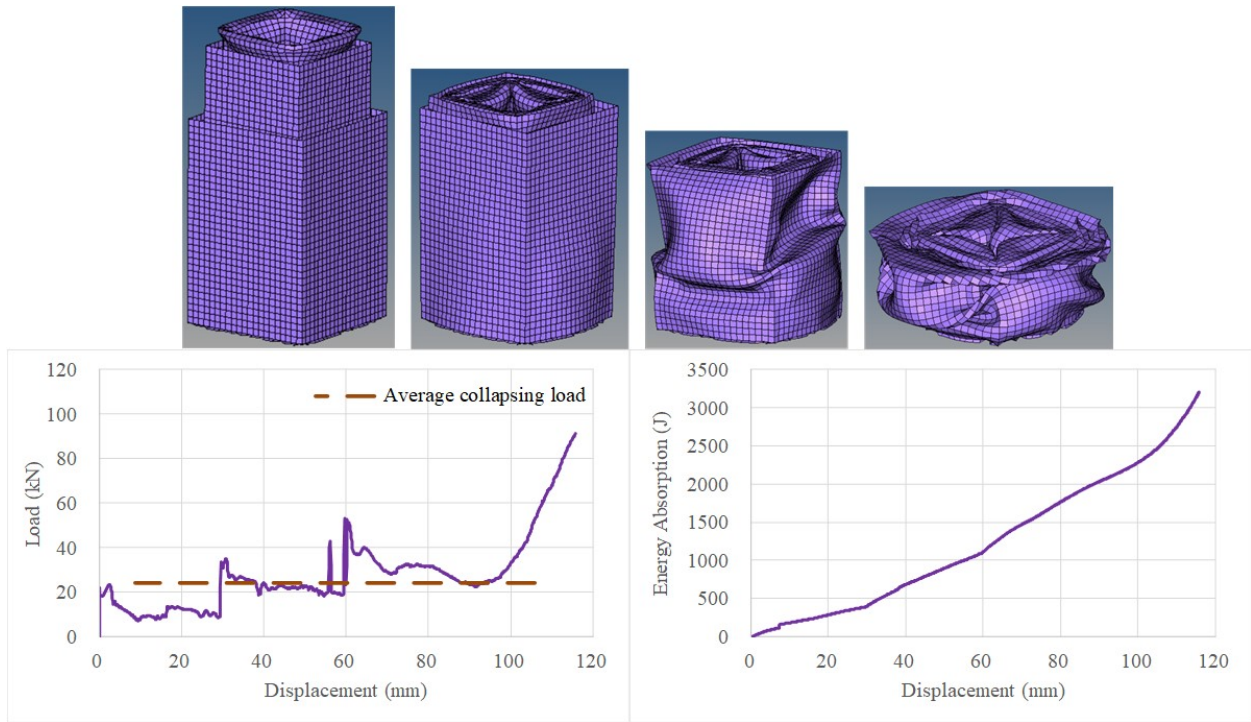 120
100
80
60
40
20
0
Load (kN)
Average collapsing load
0 20 40 60 80 100 120
Displacement (mm)
3500
3000
2500
2000
1500
1000
500
0
Energy Absorption (J)
0 20 40 60 80 100 120
Displacement (mm)